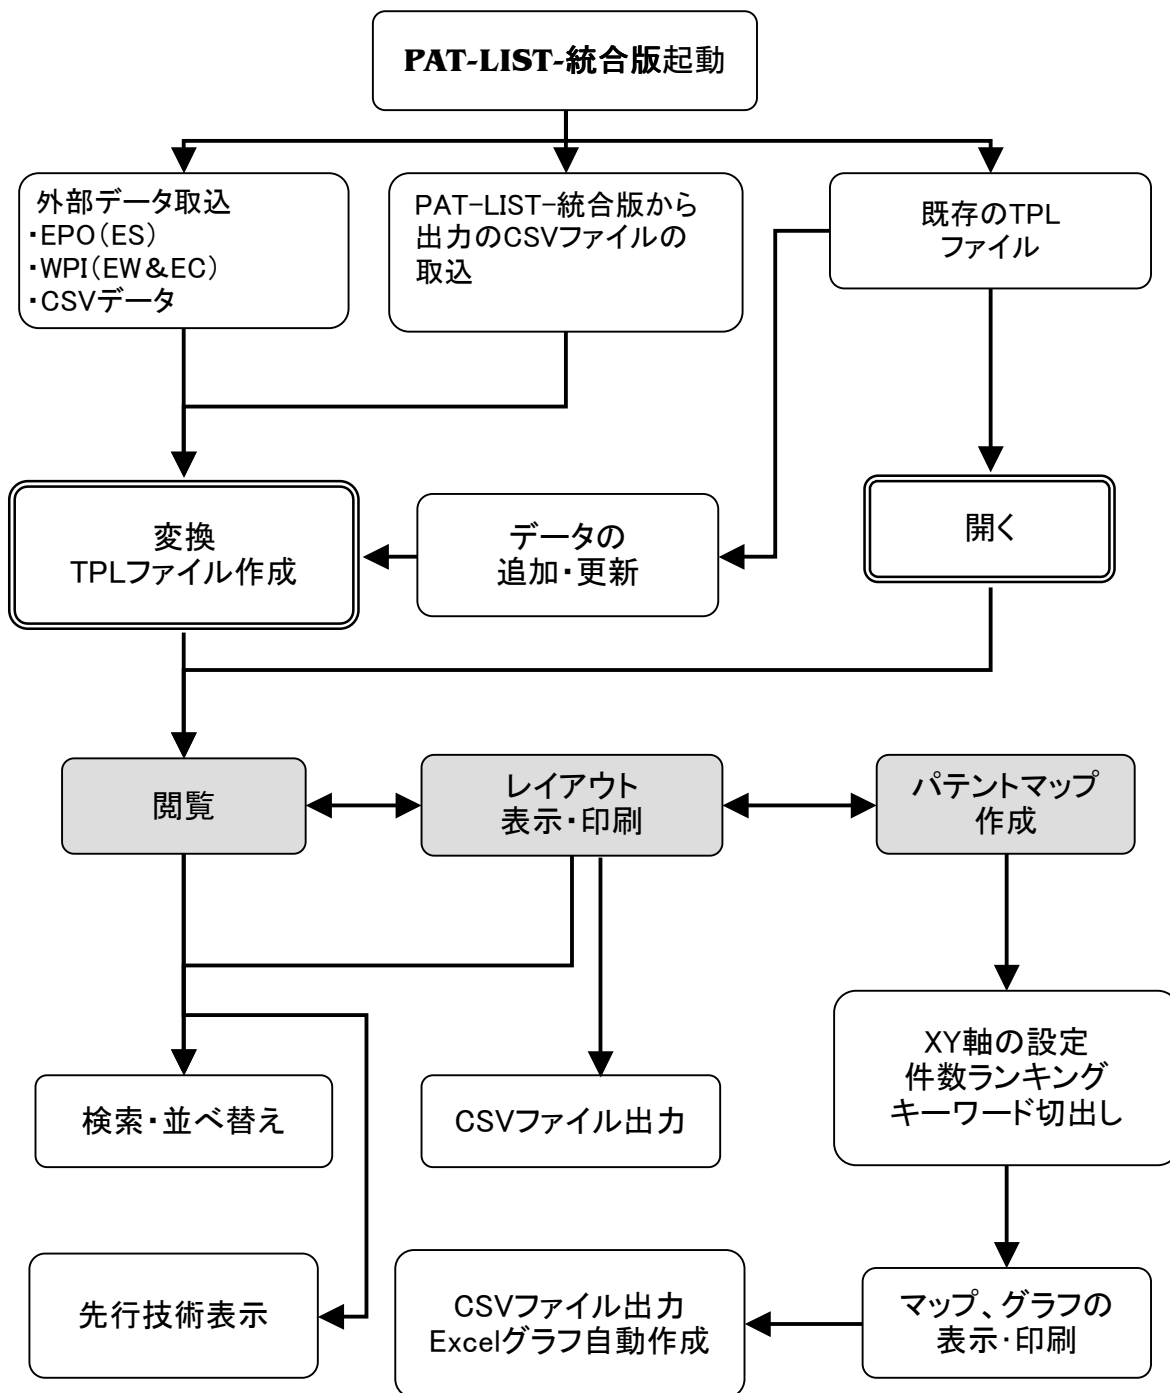 PAT-LIST-統合版起動
外部データ取込
・EPO(ES)
・WPI(EW&EC)
・CSVデータ
PAT-LIST-統合版から
出力のCSVファイルの
取込
既存のTPL
ファイル
変換
TPLファイル作成
データの
追加・更新
開く
閲覧
レイアウト
表示・印刷
パテントマップ
作成
XY軸の設定
件数ランキング
キーワード切出し
検索・並べ替え
CSVファイル出力
先行技術表示
CSVファイル出力
Excelグラフ自動作成
マップ、グラフの
表示・印刷